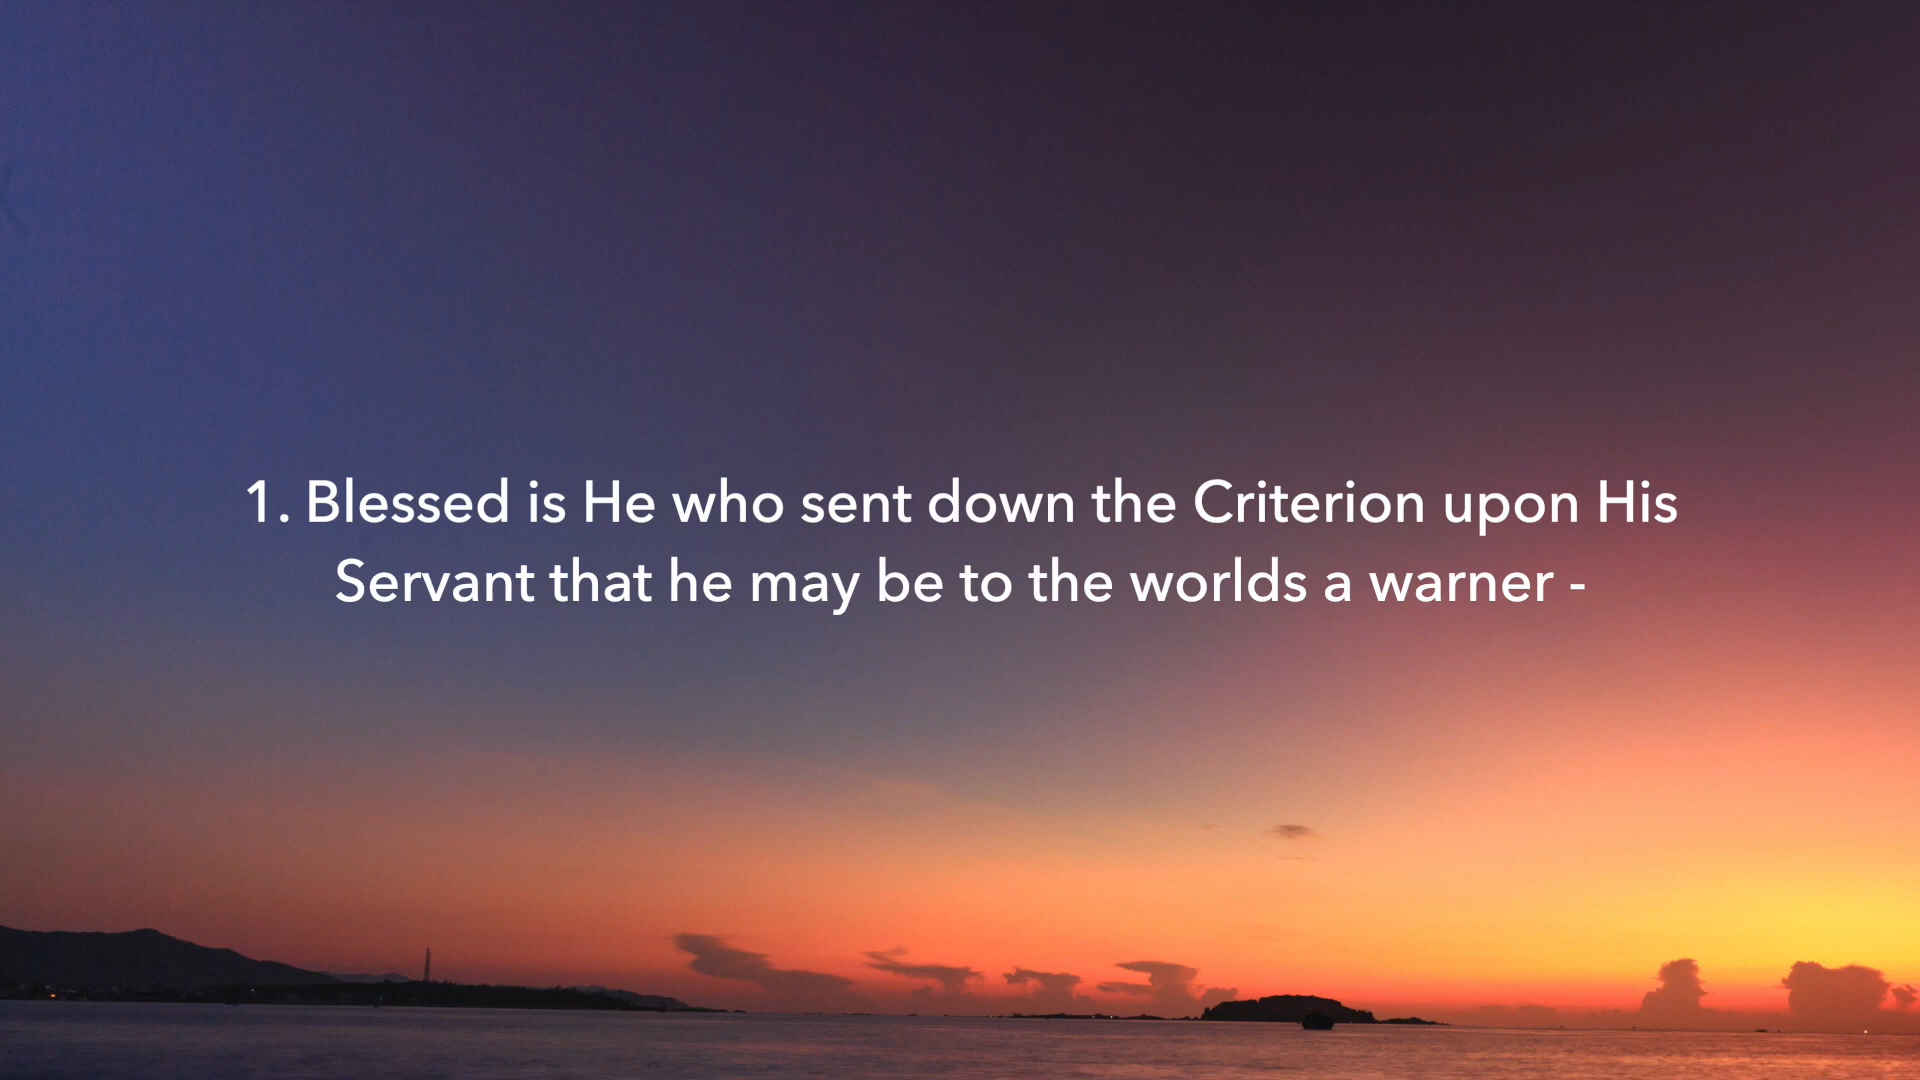 1. Blessed is He who sent down the Criterion upon His
Servant that he may be to the worlds a warner -